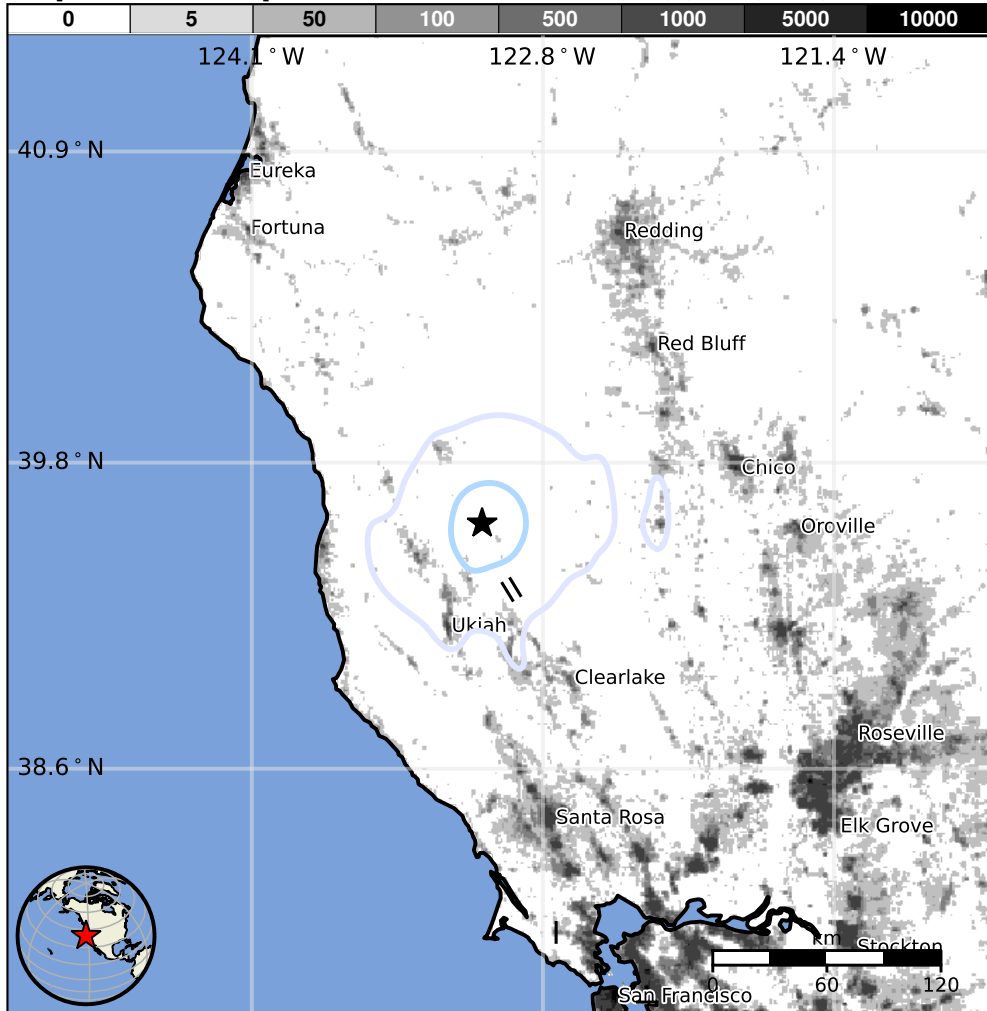 0 5 50 100 500 1000 5000 10000
124.1°W 122.8°W 121.4°W
40.9°N
Eureka
Fortuna
Redding
Red Bluff
39.8°N
Chico
Oroville
II
Ukiah
Clearlake
Roseville
38.6°N
Santa Rosa
Elk Grove
I
km
Stockton
0 60 120
San Francisco